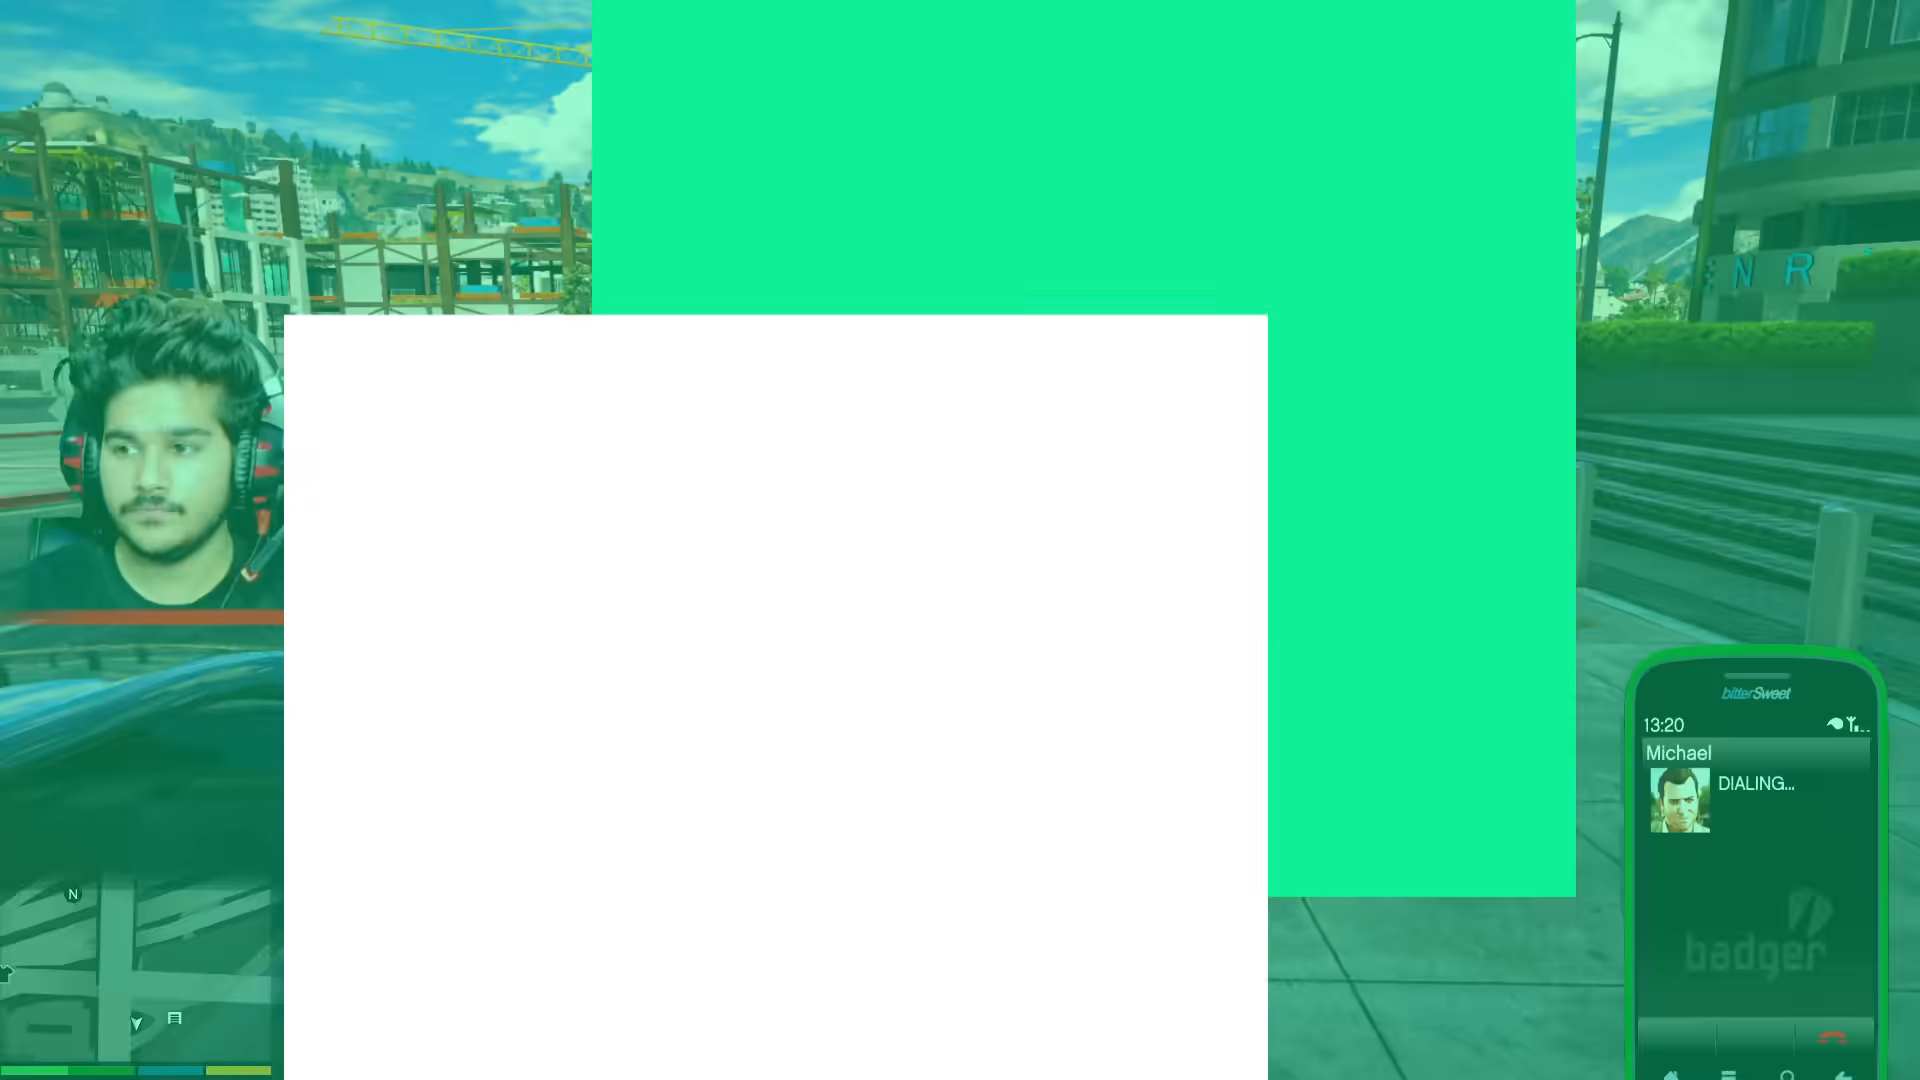 N R
bitterSweet
13:20
Michael
DIALING...
badger
N